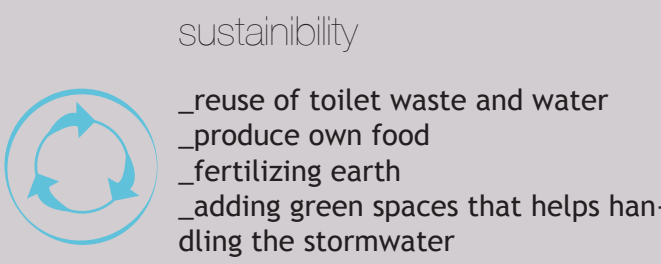 sustainibility
_reuse of toilet waste and water
_produce own food
_fertilizing earth
_adding green spaces that helps han-
dling the stormwater